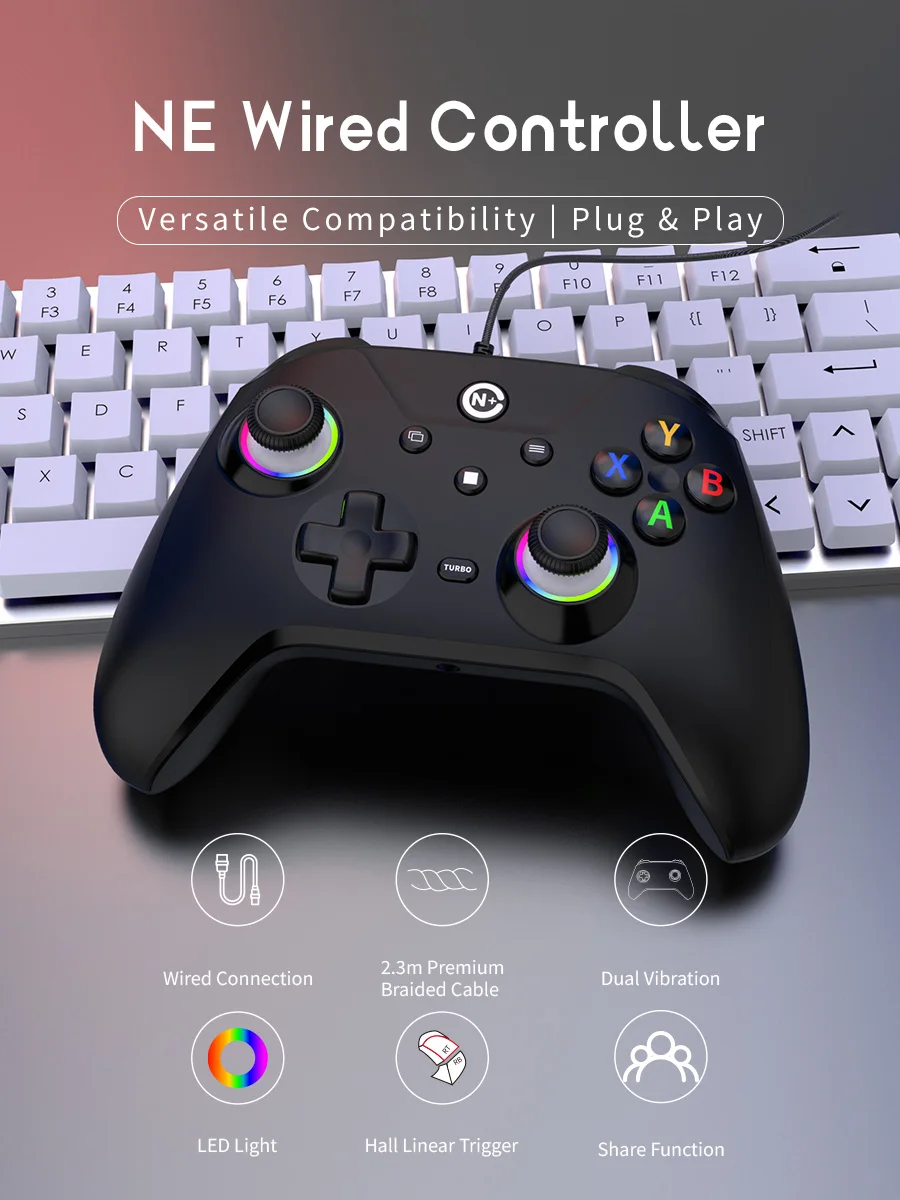 NE Wired Controller
Versatile Compatibility | Plug & Play
3 4 5 6 7 8 9 U _
F3 F4 F5 F6 F7 F8 F10 F11 F12
W E R T Y U I O P {[ ]} | \
S D F "' 
X C
SHIFT
N+
Y
X B
A
TURBO
Wired Connection
2.3m Premium
Braided Cable
Dual Vibration
RT
RB
LED Light
Hall Linear Trigger
Share Function